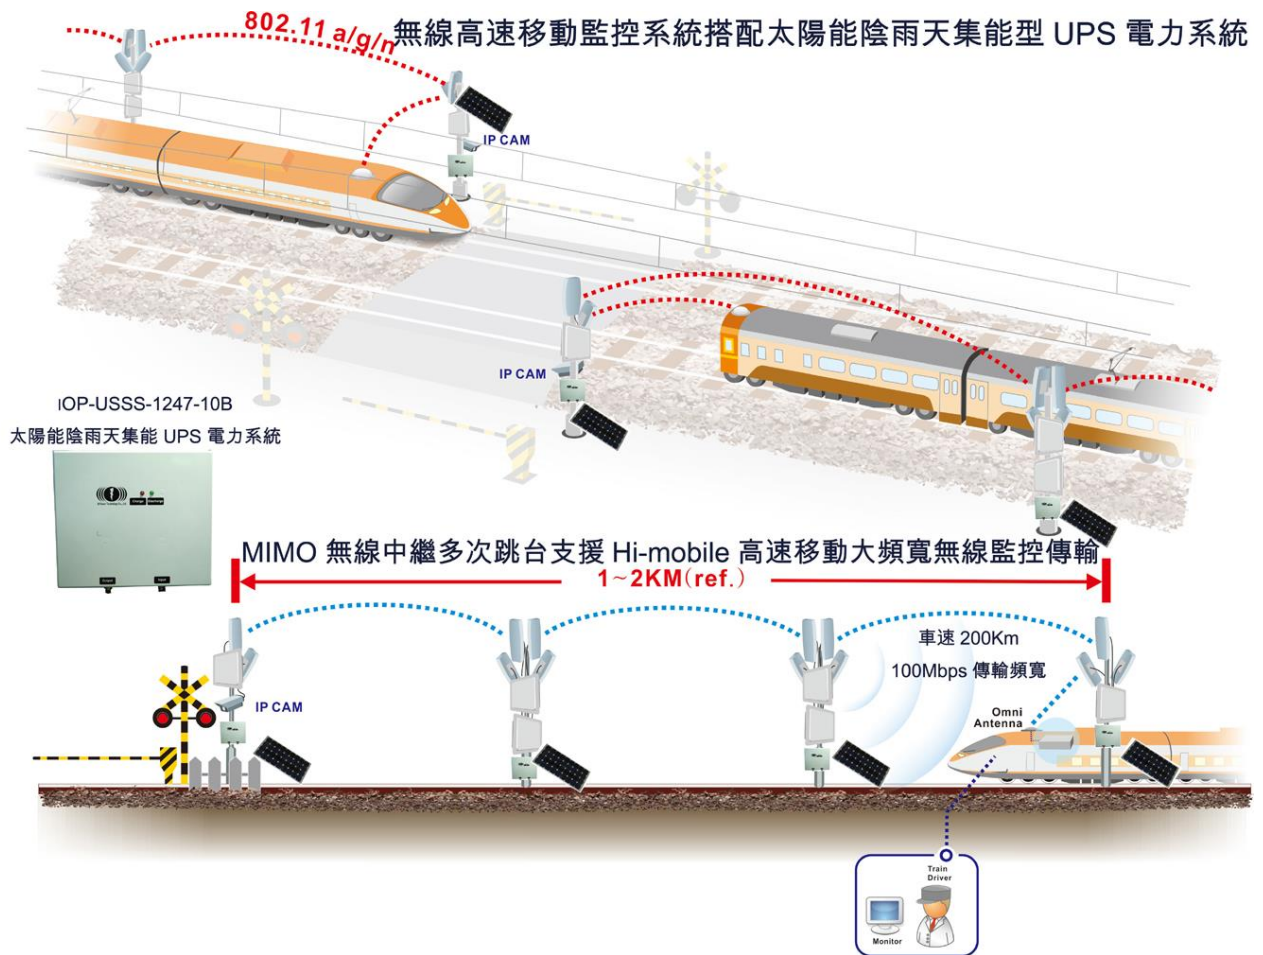 802.11 a/g/n
無線高速移動監控系統搭配太陽能陰雨天集能型 UPS 電力系統
IP CAM
IP CAM
IOP-USSS-1247-10B
太陽能陰雨天集能 UPS 電力系統
MIMO 無線中繼多次跳台支援 Hi-mobile 高速移動大頻寬無線監控傳輸
1~2KM(ref.)
車速 200Km
100Mbps 傳輸頻寬
IP CAM
Omni
Antenna
Train
Driver
Monitor